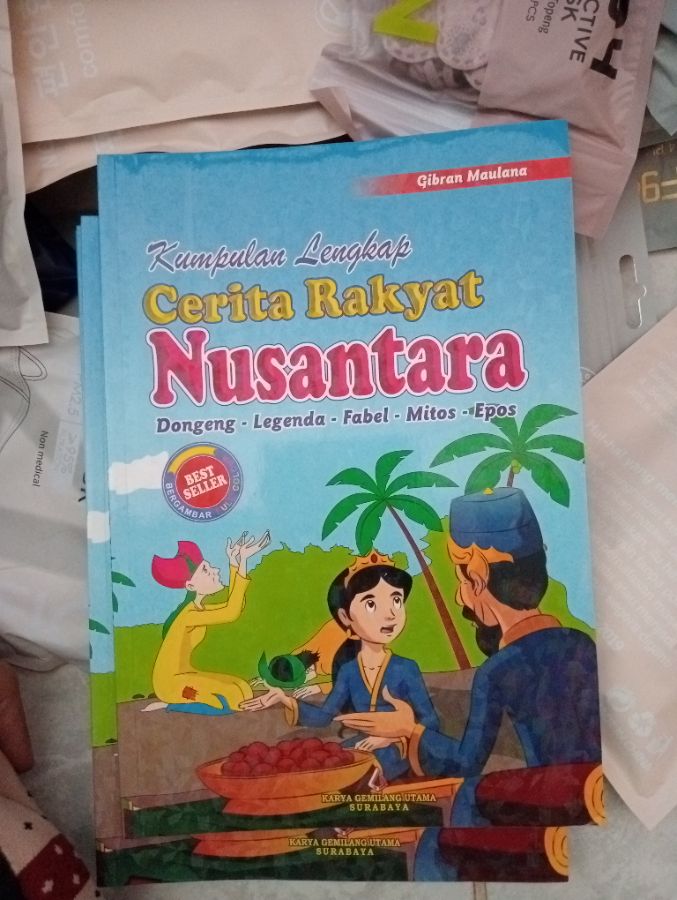 Gibran Maulana
Kumpulan Lengkap
Cerita Rakyat
Nusantara
Dongeng - Legenda - Fabel - Mitos - Epos
BEST
SELLER
BERGAMBAR
KARYA GEMILANG UTAMA
SURABAYA
KARYA GEMILANG UTAMA
SURABAYA
Non medical
PCS